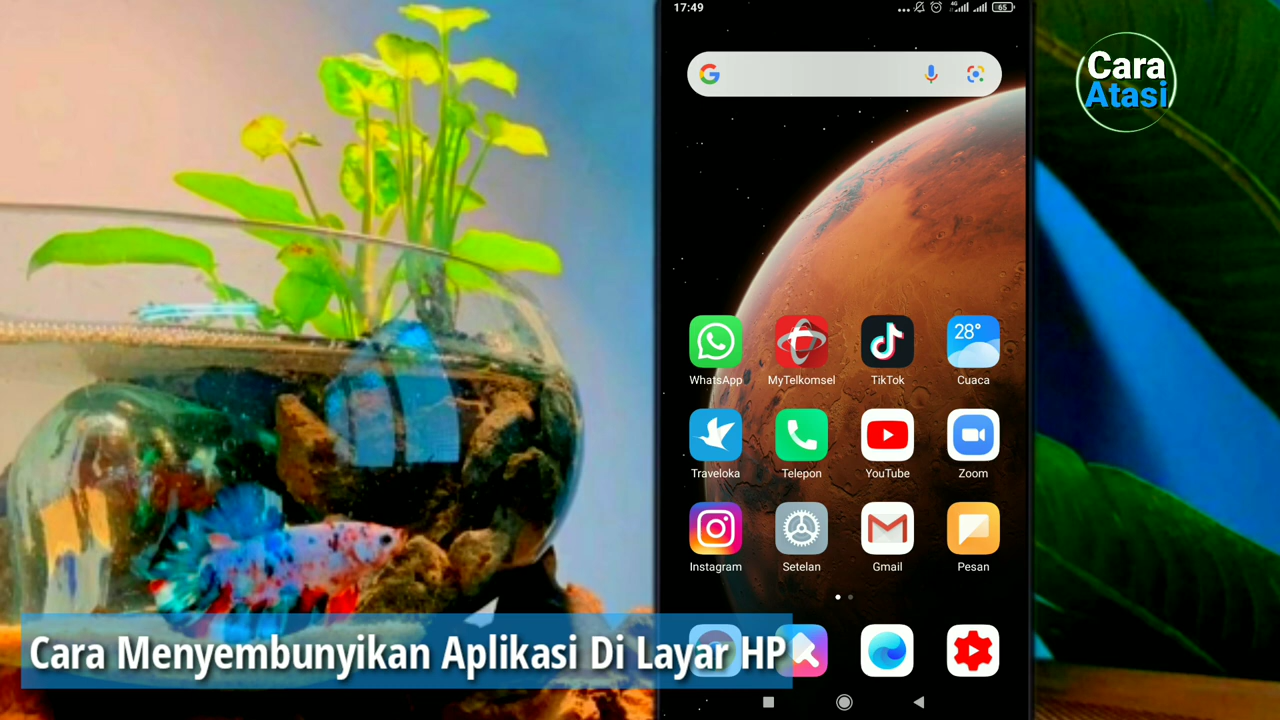 17:49
4G
65
Cara
Atasi
28°
WhatsApp
MyTelkomsel
TikTok
Cuaca
Traveloka
Telepon
YouTube
Zoom
Instagram
Setelan
Gmail
Pesan
Cara Menyembunyikan Aplikasi Di Layar HP